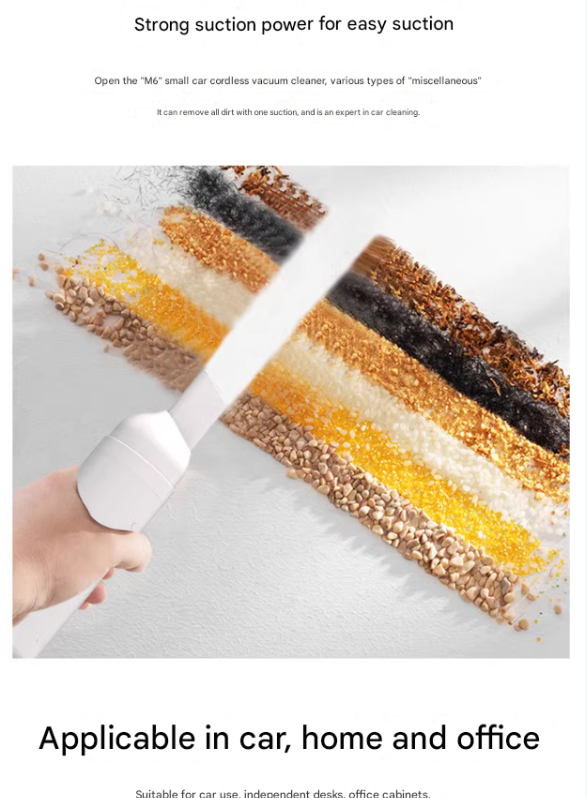 Strong suction power for easy suction
Open the "M6" small car cordless vacuum cleaner, various types of "miscellaneous"
It can remove all dirt with one suction, and is an expert in car cleaning.
Applicable in car, home and office
Suitable for car use, independent desks, office cabinets,